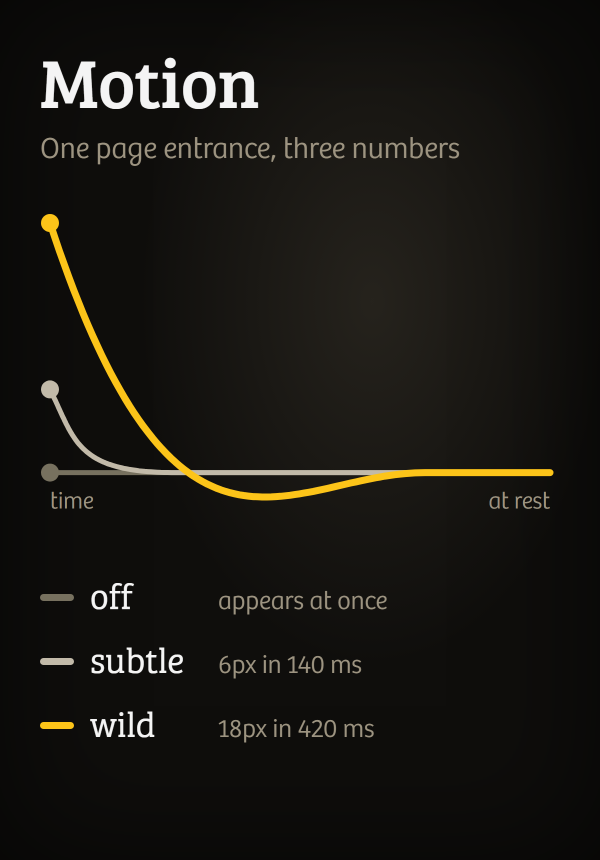 Motion
One page entrance, three numbers
time
at rest
off appears at once
subtle 6px in 140 ms
wild 18px in 420 ms